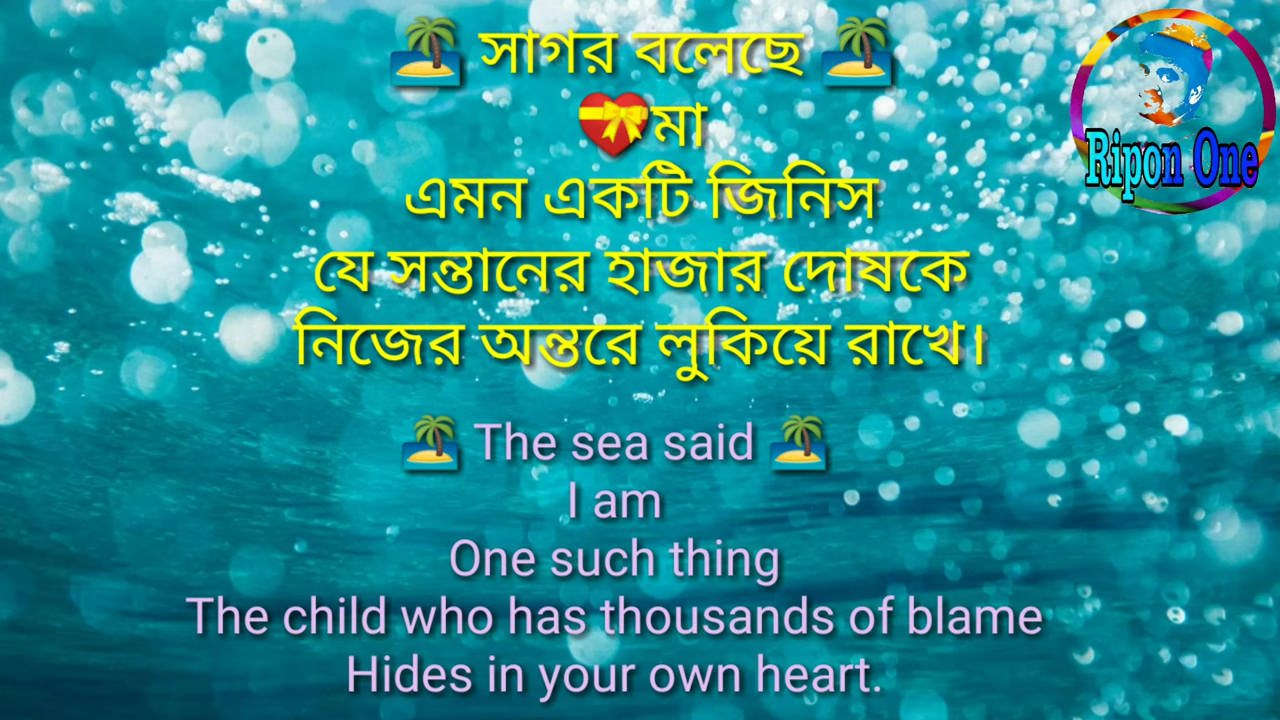 🏝️ সাগর বলেছে 🏝️
💝মা
এমন একটি জিনিস
যে সন্তানের হাজার দোষকে
নিজের অন্তরে লুকিয়ে রাখে।
🏝️ The sea said 🏝️
I am
One such thing
The child who has thousands of blame
Hides in your own heart.
Ripon One